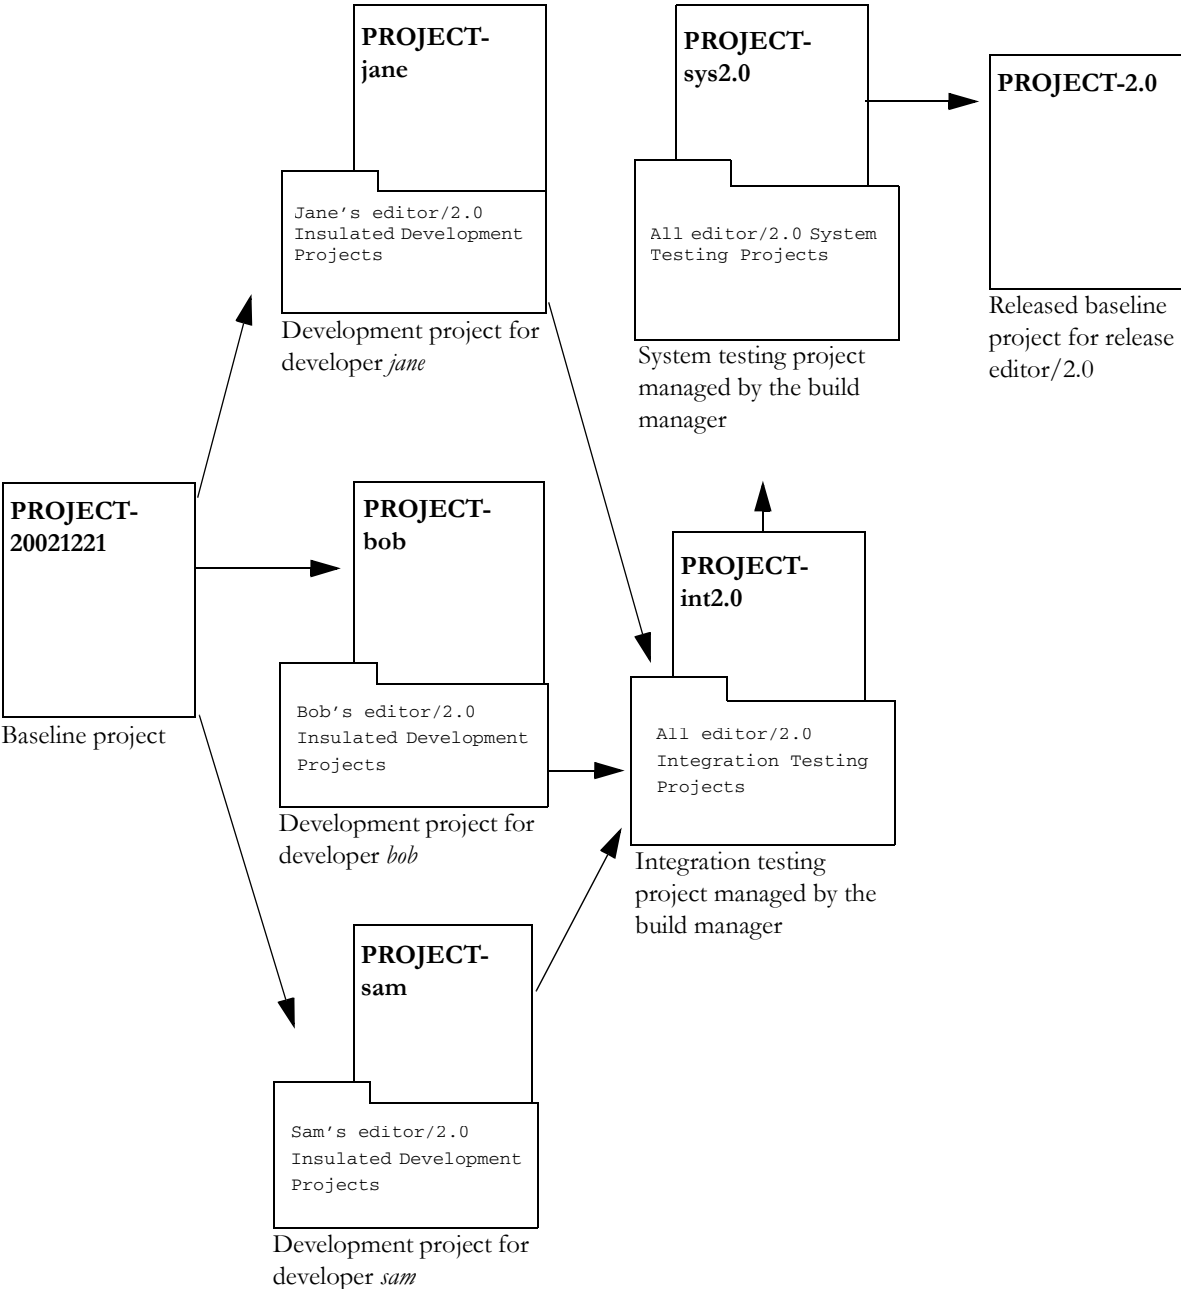 PROJECT-
jane
Jane's editor/2.0
Insulated Development
Projects
Development project for
developer jane
PROJECT-
sys2.0
All editor/2.0 System
Testing Projects
System testing project
managed by the build
manager
PROJECT-2.0
Released baseline
project for release
editor/2.0
PROJECT-
20021221
Baseline project
PROJECT-
bob
Bob's editor/2.0
Insulated Development
Projects
Development project for
developer bob
PROJECT-
int2.0
All editor/2.0
Integration Testing
Projects
Integration testing
project managed by the
build manager
PROJECT-
sam
Sam's editor/2.0
Insulated Development
Projects
Development project for
developer sam